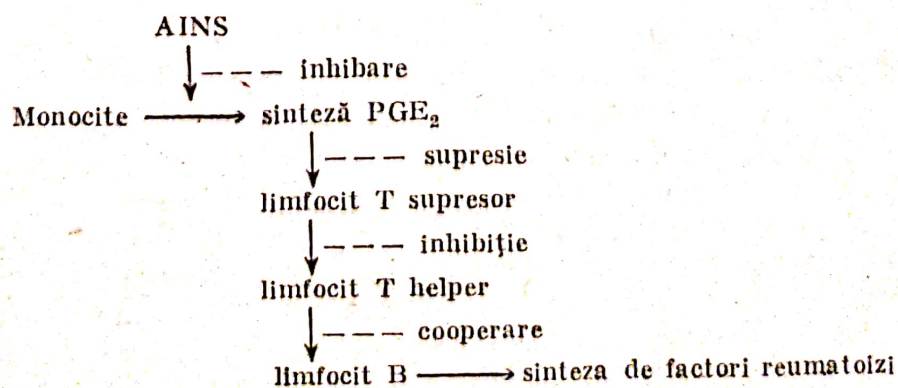 AINS
inhibare
Monocite sinteză PGE₂
supresie
limfocit T supresor
inhibiţie
limfocit T helper
cooperare
limfocit B sinteza de factori reumatoizi